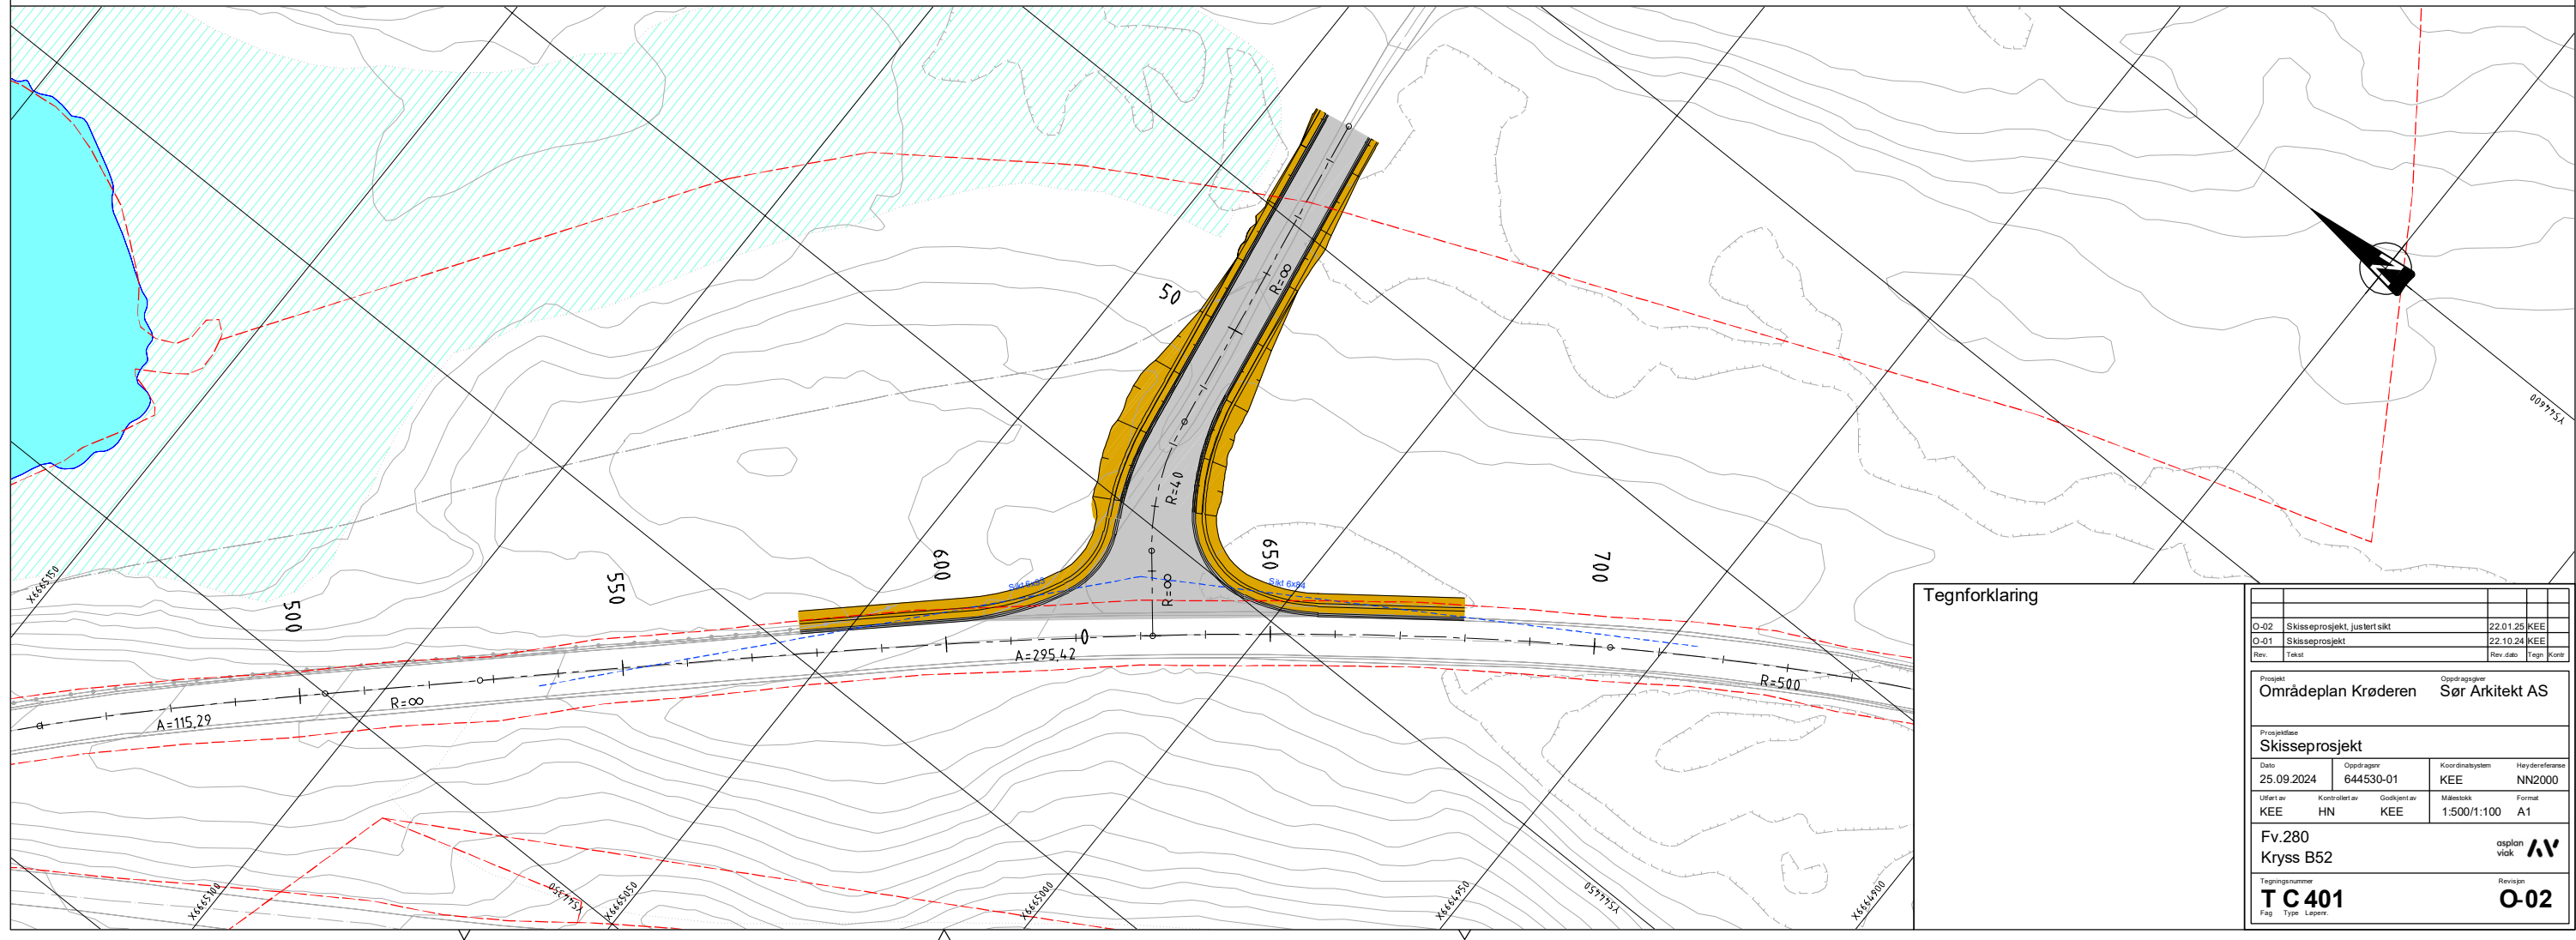 50
R=∞
Y544600
R=40
X6665150
500
550
600
650
700
Sikt 6x93
Sikt 6x84
R=∞
0
A=295,42
R=∞
A=115,29
R=500
X6665100
Y544350
X6665050
X6665000
X6664950
Y544450
X6664900
N
Tegnforklaring
O-02 Skisseprosjekt, justert sikt 22.01.25 KEE
O-01 Skisseprosjekt 22.10.24 KEE
Rev. Tekst Rev.dato Tegn Kontr
Prosjekt Oppdragsgiver
Områdeplan Krøderen Sør Arkitekt AS
Prosjektfase
Skisseprosjekt
Dato Oppdragsnr Koordinatsystem Høydereferanse
25.09.2024 644530-01 KEE NN2000
Utført av Kontrollert av Godkjent av Målestokk Format
KEE HN KEE 1:500/1:100 A1
Fv.280
Kryss B52
asplan
viak
Tegningsnummer Revisjon
T C 401 O-02
Fag Type Løpenr.